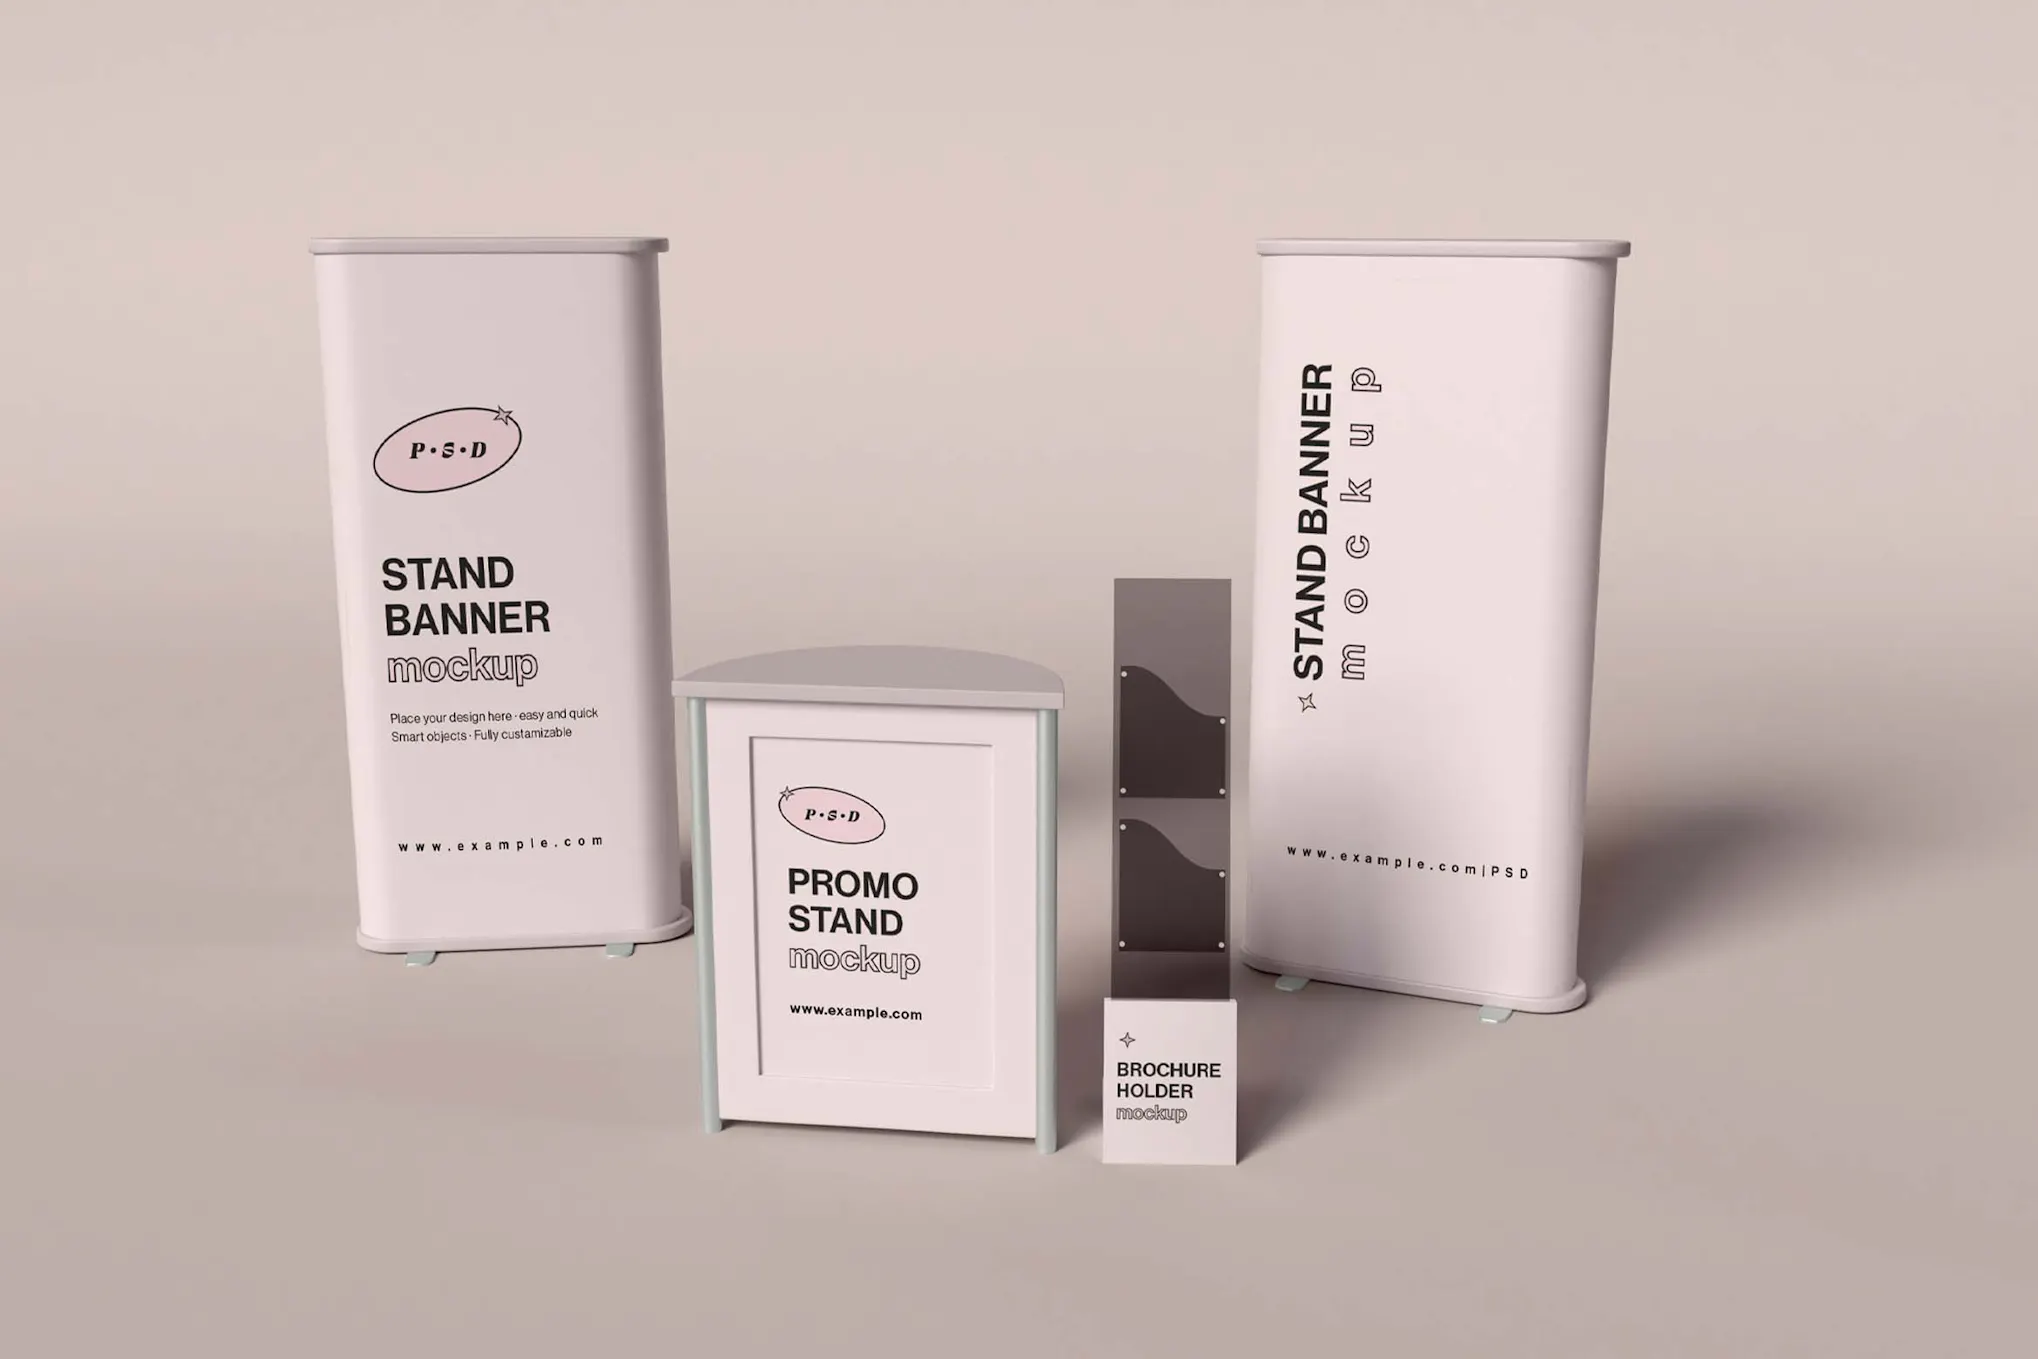 P·S·D
STAND
BANNER
mockup
Place your design here · easy and quick
Smart objects · Fully custamizable
www.example.com
P·S·D
PROMO
STAND
mockup
www.example.com
BROCHURE
HOLDER
mockup
STAND BANNER
mockup
www.example.com|PSD